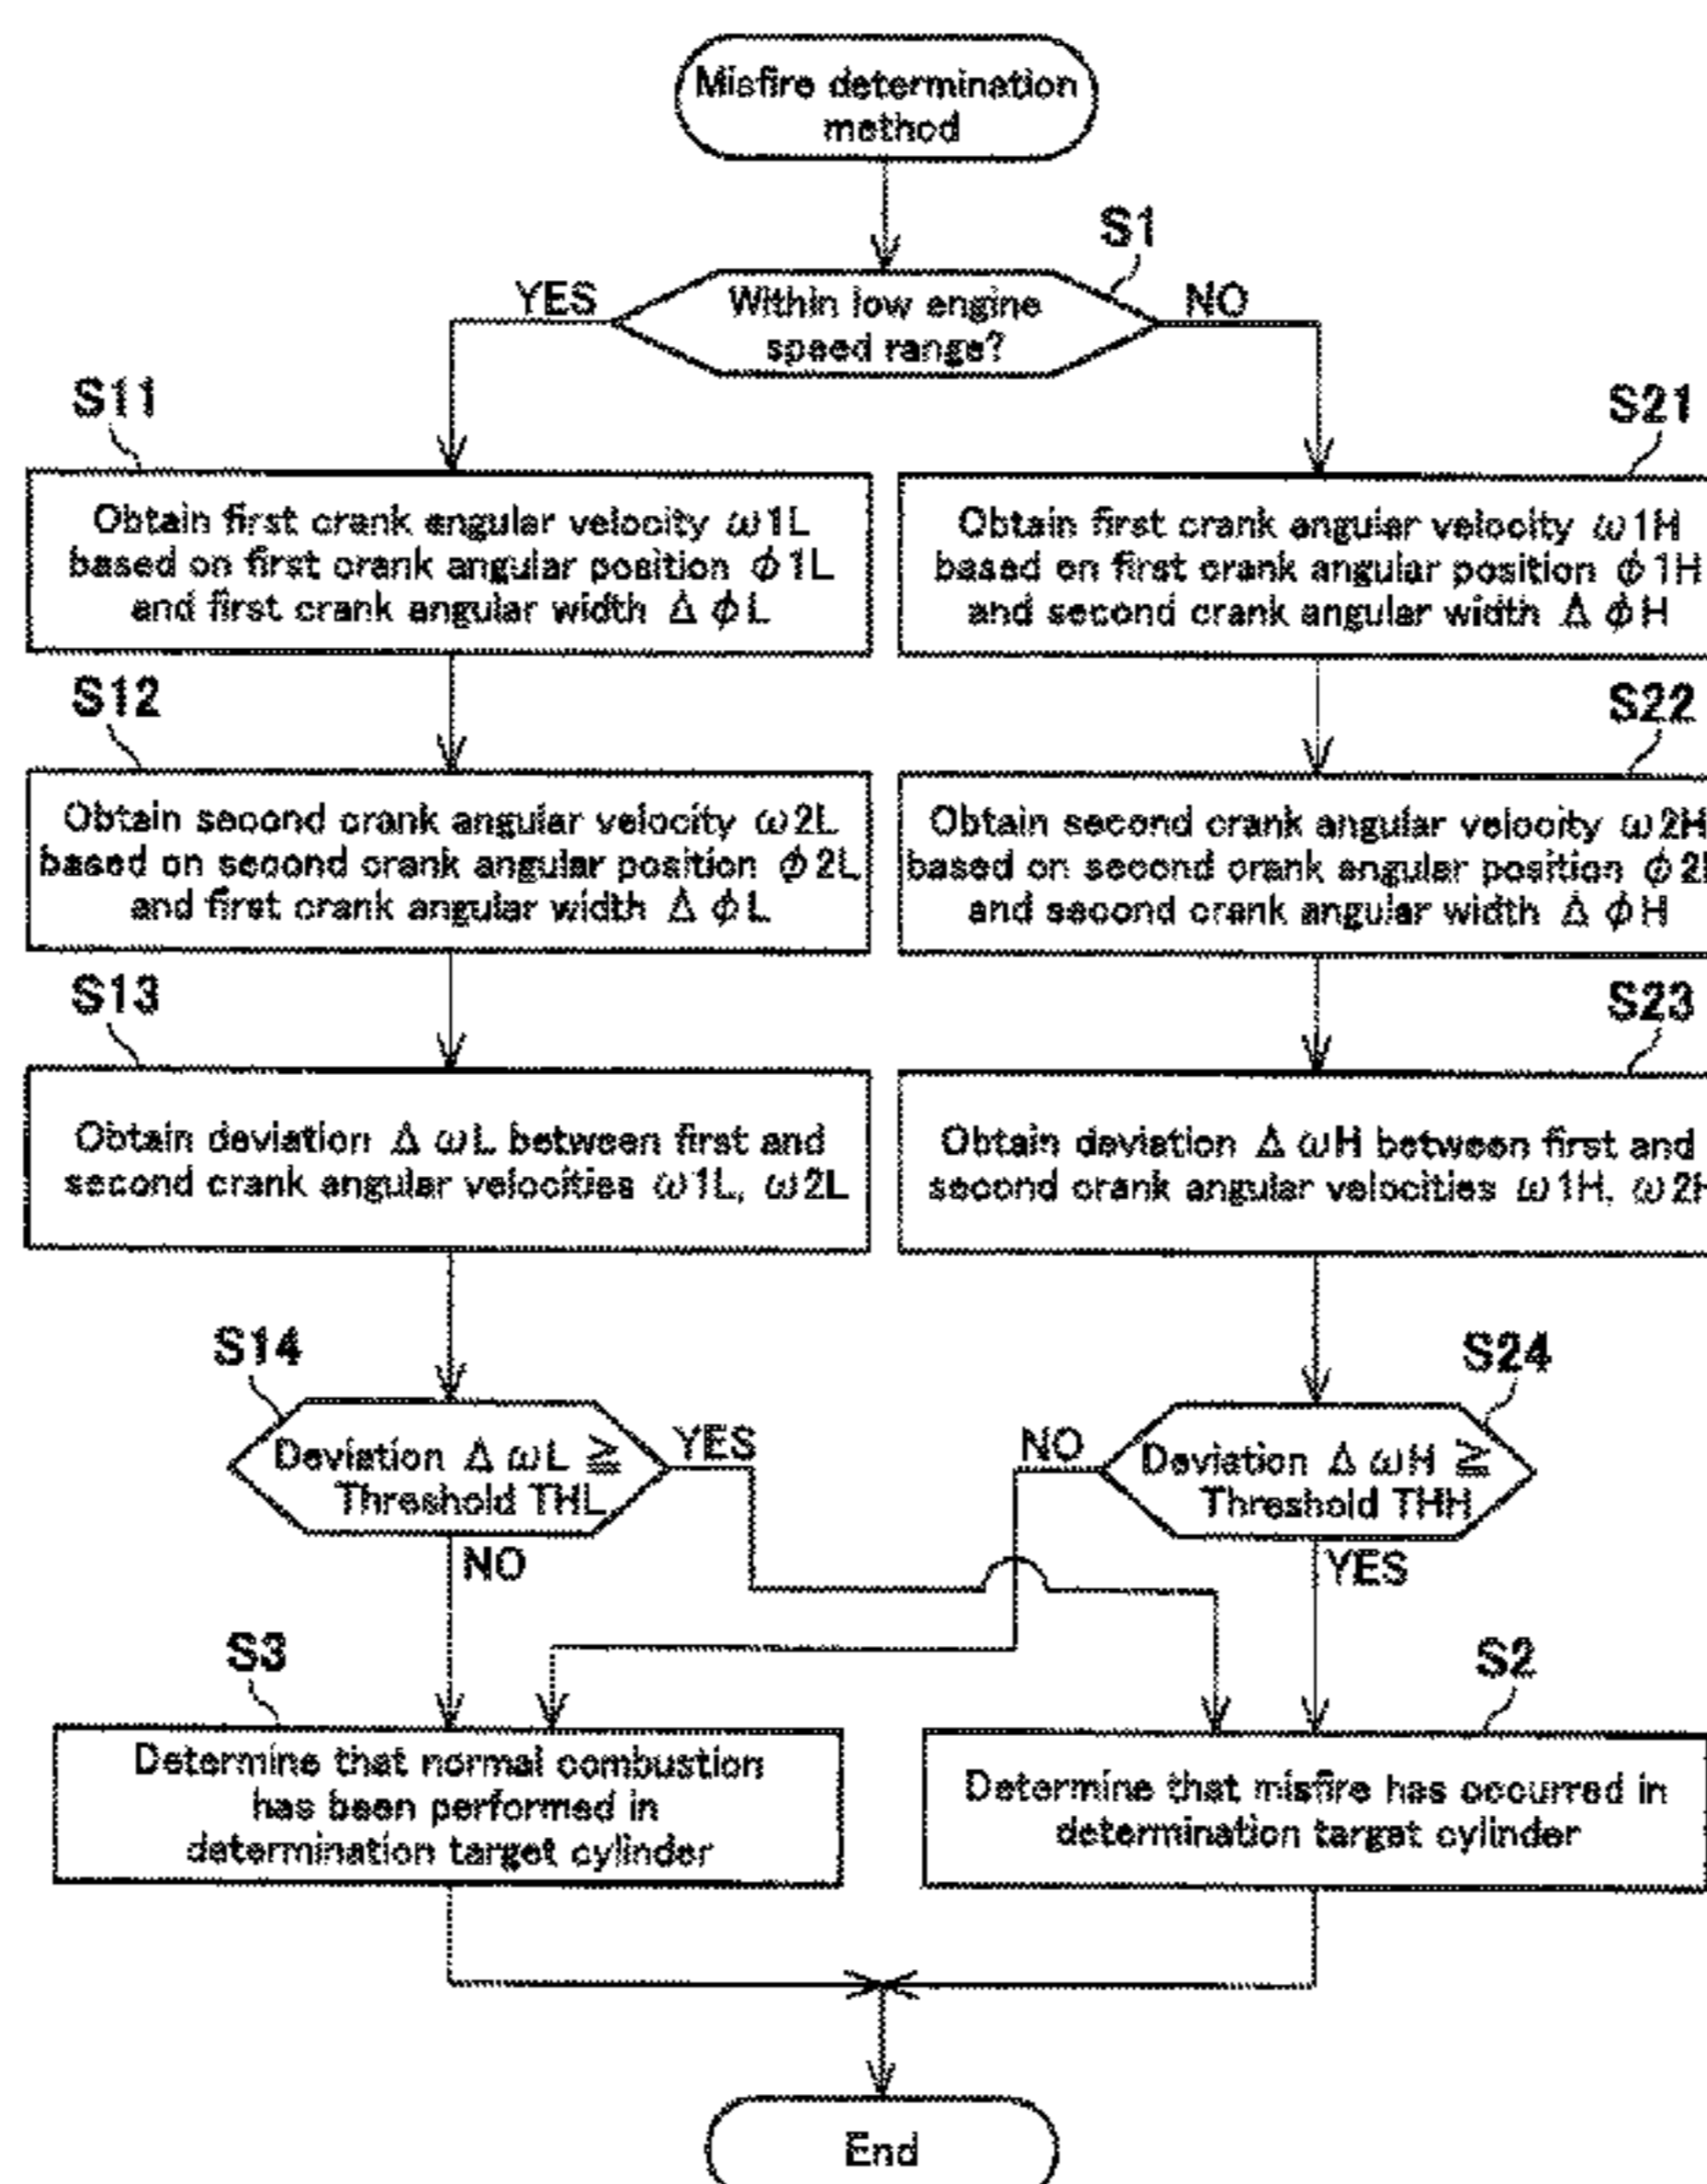 Misfire determination
method
S1
YES
Within low engine
speed range?
NO
S11
Obtain first crank angular velocity ω1L
based on first crank angular position φ1L
and first crank angular width ΔφL
S21
Obtain first crank angular velocity ω1H
based on first crank angular position φ1H
and second crank angular width ΔφH
S12
Obtain second crank angular velocity ω2L
based on second crank angular position φ2L
and first crank angular width ΔφL
S22
Obtain second crank angular velocity ω2H
based on second crank angular position
and second crank angular width ΔφH
S13
Obtain deviation ΔωL between first and
second crank angular velocities ω1L, ω2L
S23
Obtain deviation ΔωH between first and
second crank angular velocities ω1H, ω2H
S14
Deviation ΔωL ≧
Threshold THL
YES
NO
S24
NO
Deviation ΔωH ≧
Threshold THH
YES
S3
Determine that normal combustion
has been performed in
determination target cylinder
S2
Determine that misfire has occurred in
determination target cylinder
End